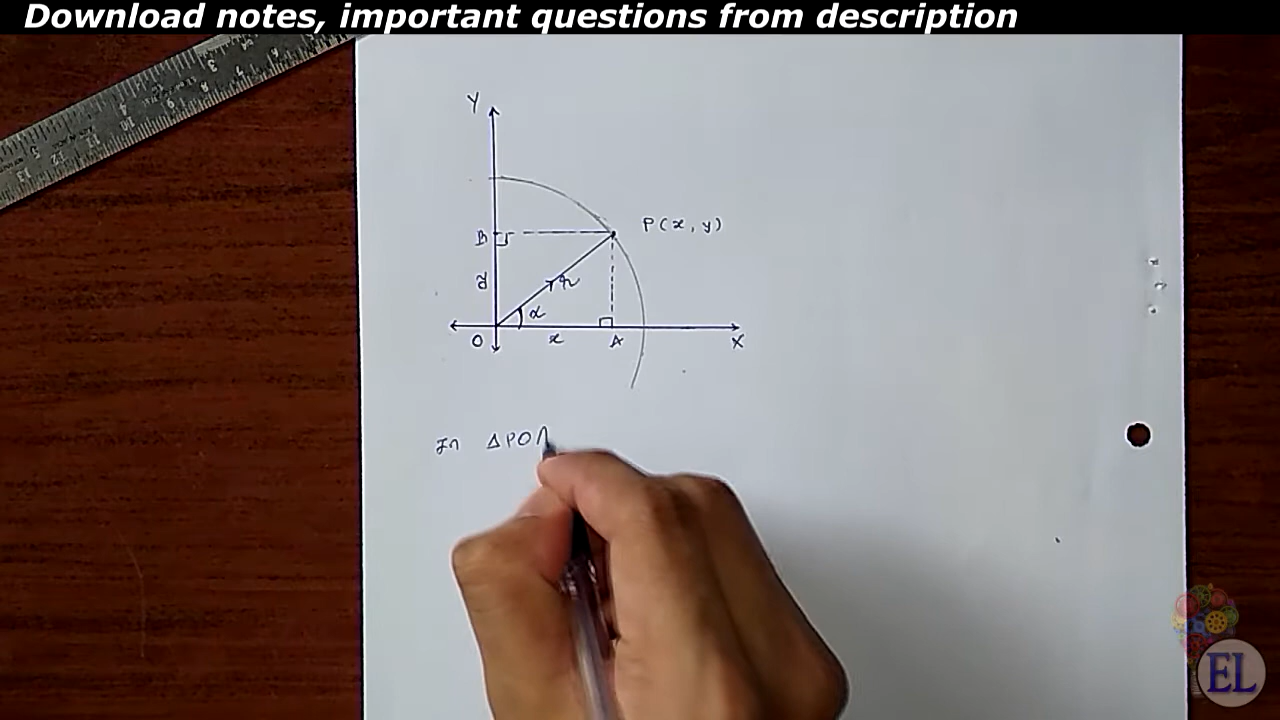 Download notes, important questions from description
Y
P(x, y)
B
y
r
α
O
x
A
X
In ΔPOA
EL